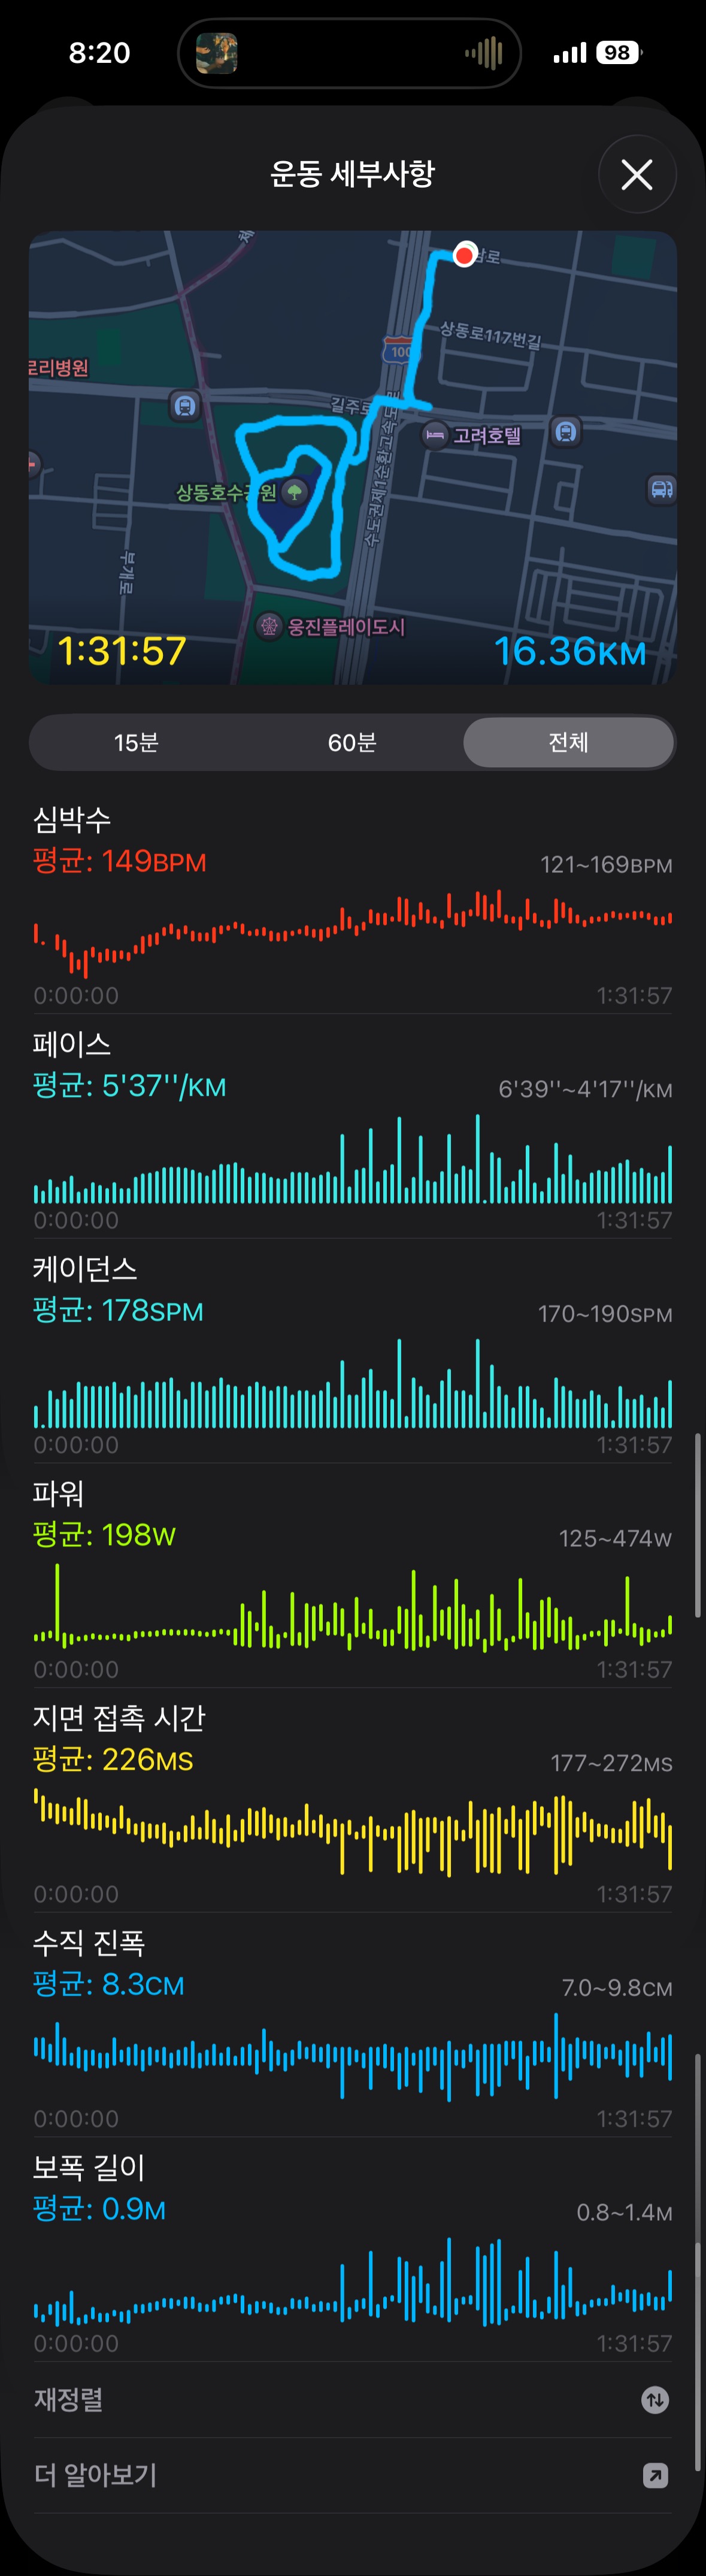 8:20
98
운동 세부사항
상동로117번길
100
길주로
로리병원
고려호텔
상동호수공원
수도권제1순환고속도로
부개로
웅진플레이도시
1:31:57
16.36KM
15분
60분
전체
심박수
평균: 149BPM
121~169BPM
0:00:00
1:31:57
페이스
평균: 5'37''/KM
6'39''~4'17''/KM
0:00:00
1:31:57
케이던스
평균: 178SPM
170~190SPM
0:00:00
1:31:57
파워
평균: 198W
125~474W
0:00:00
1:31:57
지면 접촉 시간
평균: 226MS
177~272MS
0:00:00
1:31:57
수직 진폭
평균: 8.3CM
7.0~9.8CM
0:00:00
1:31:57
보폭 길이
평균: 0.9M
0.8~1.4M
0:00:00
1:31:57
재정렬
더 알아보기